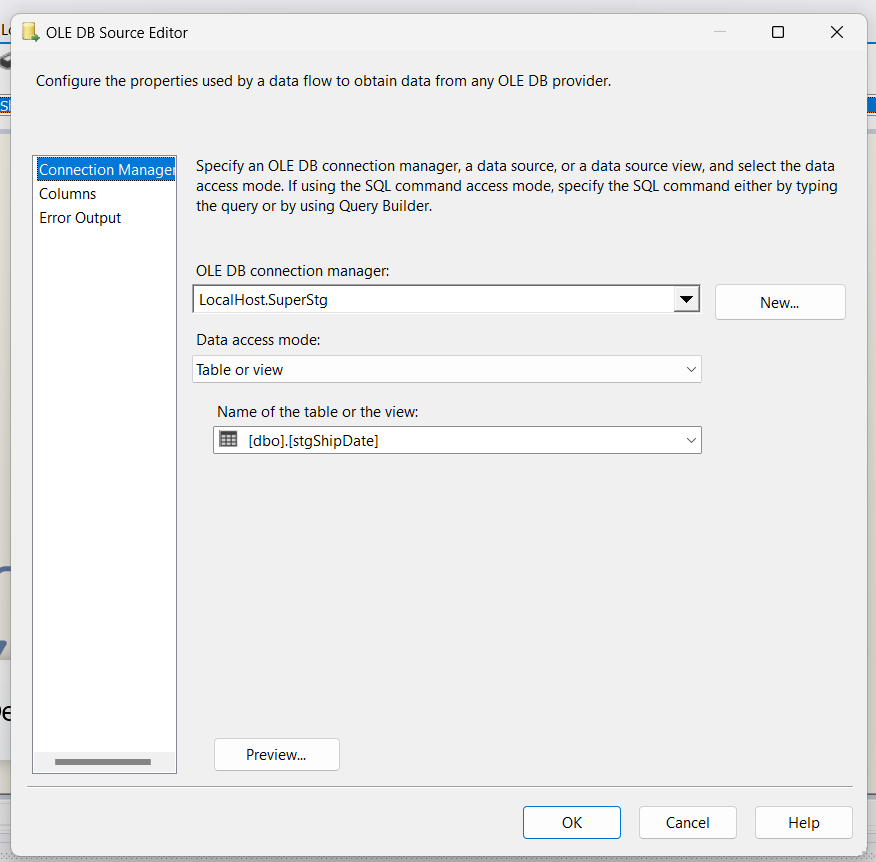 OLE DB Source Editor
Configure the properties used by a data flow to obtain data from any OLE DB provider.
Connection Manager
Columns
Error Output
Specify an OLE DB connection manager, a data source, or a data source view, and select the data
access mode. If using the SQL command access mode, specify the SQL command either by typing
the query or by using Query Builder.
OLE DB connection manager:
LocalHost.SuperStg
New...
Data access mode:
Table or view
Name of the table or the view:
[dbo].[stgShipDate]
Preview...
OK
Cancel
Help